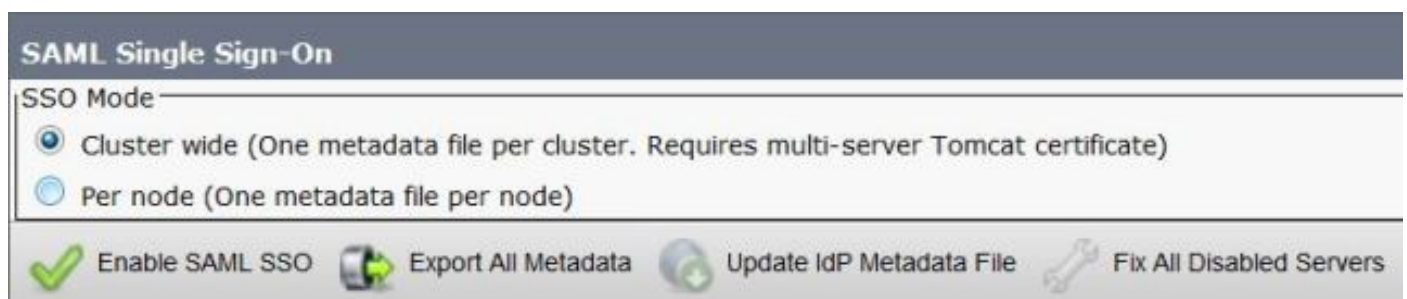 SAML Single Sign-On
SSO Mode
Cluster wide (One metadata file per cluster. Requires multi-server Tomcat certificate)
Per node (One metadata file per node)
Enable SAML SSO Export All Metadata Update IdP Metadata File Fix All Disabled Servers